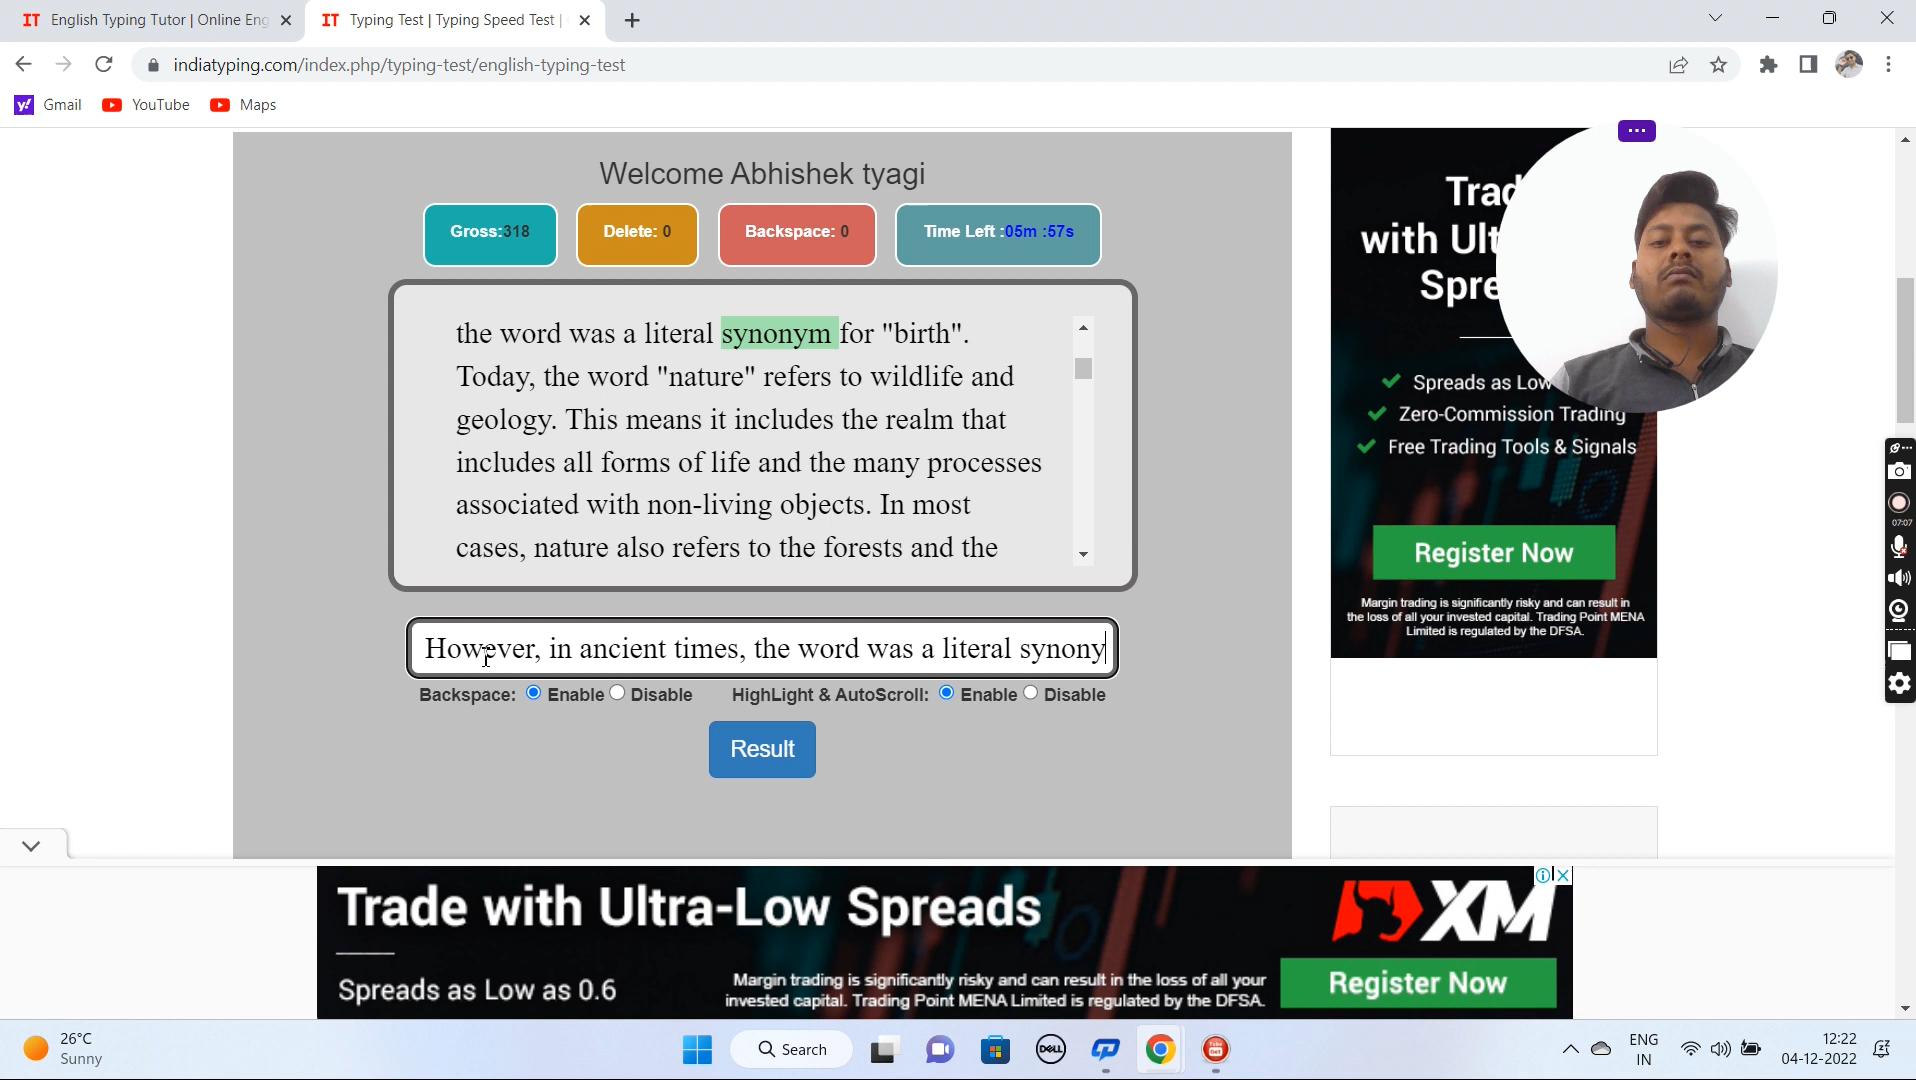 IT English Typing Tutor | Online Eng
IT Typing Test | Typing Speed Test |
indiatyping.com/index.php/typing-test/english-typing-test
y! Gmail YouTube Maps
Welcome Abhishek tyagi
Gross:318 Delete: 0 Backspace: 0 Time Left :05m :57s
the word was a literal synonym for "birth".
Today, the word "nature" refers to wildlife and
geology. This means it includes the realm that
includes all forms of life and the many processes
associated with non-living objects. In most
cases, nature also refers to the forests and the
However, in ancient times, the word was a literal synony
Backspace: Enable Disable HighLight & AutoScroll: Enable Disable
Result
Trad
with Ult
Spre
Spreads as Low
Zero-Commission Trading
Free Trading Tools & Signals
Register Now
Margin trading is significantly risky and can result in
the loss of all your invested capital. Trading Point MENA
Limited is regulated by the DFSA.
07:07
Trade with Ultra-Low Spreads
Spreads as Low as 0.6
Margin trading is significantly risky and can result in the loss of all your
invested capital. Trading Point MENA Limited is regulated by the DFSA.
XM
Register Now
26°C
Sunny
Search
DELL
ENG
IN
12:22
04-12-2022